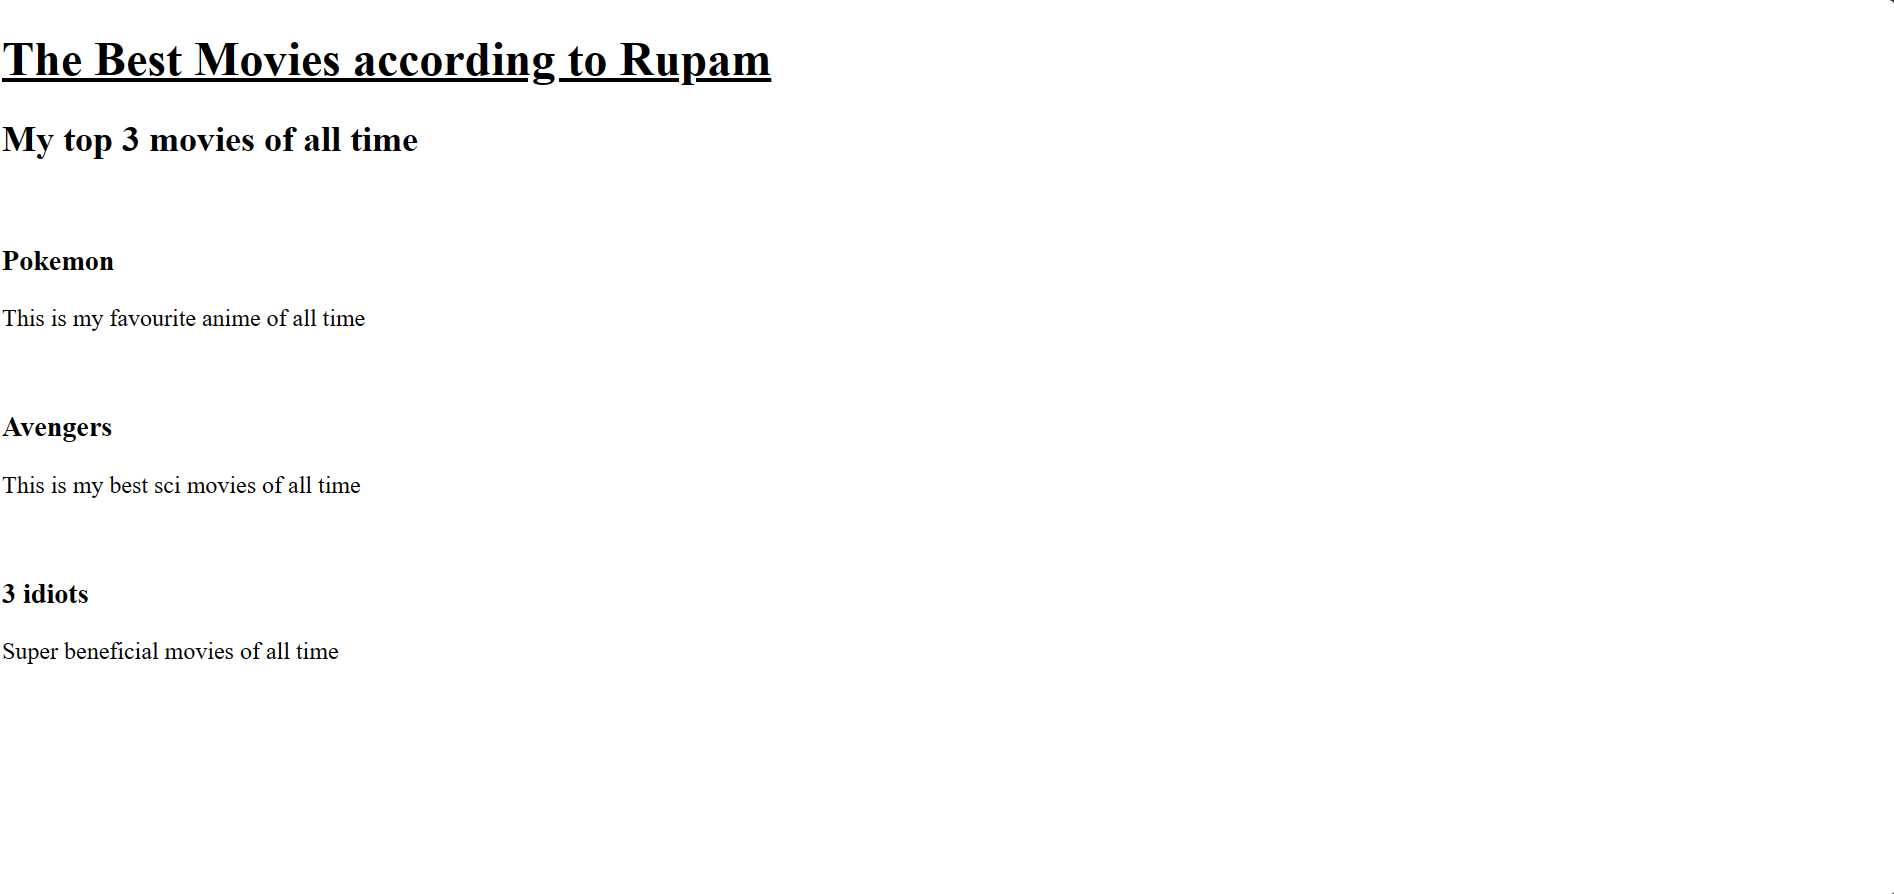 The Best Movies according to Rupam
My top 3 movies of all time
Pokemon
This is my favourite anime of all time
Avengers
This is my best sci movies of all time
3 idiots
Super beneficial movies of all time